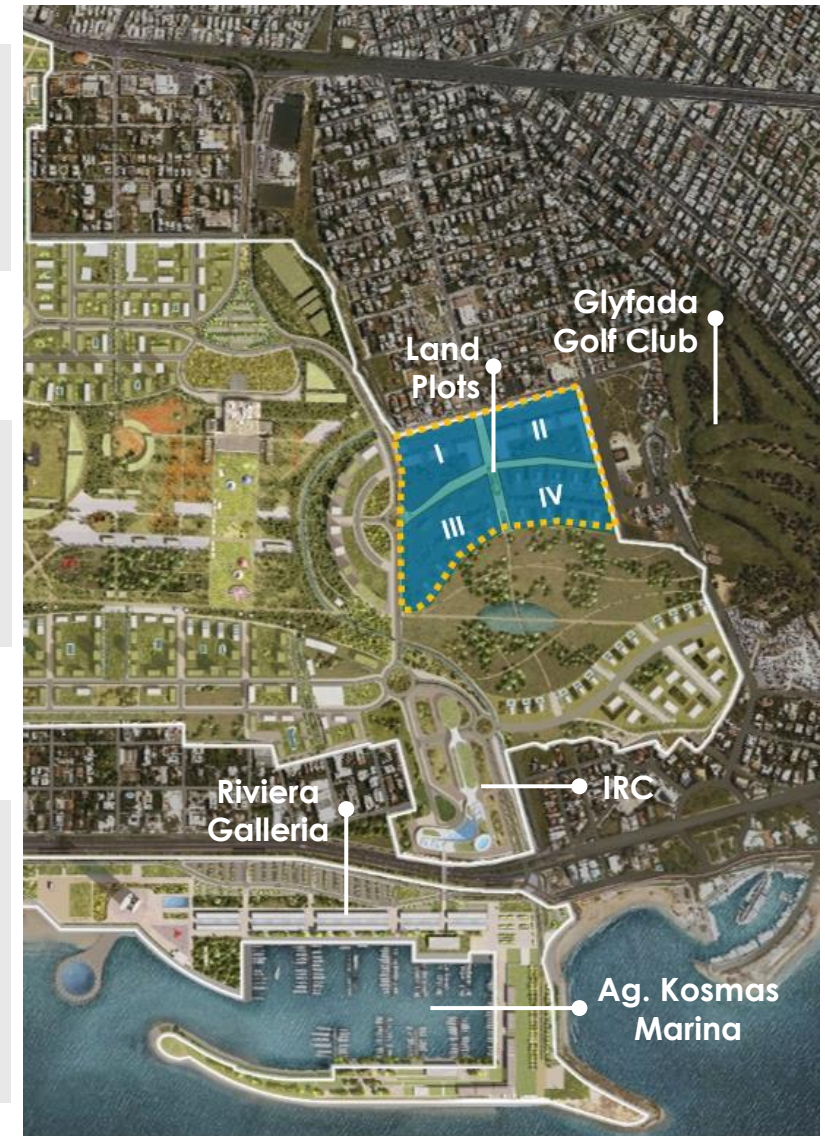 Glyfada
Golf Club
Land
Plots
I
II
III
IV
Riviera
Galleria
IRC
Ag. Kosmas
Marina